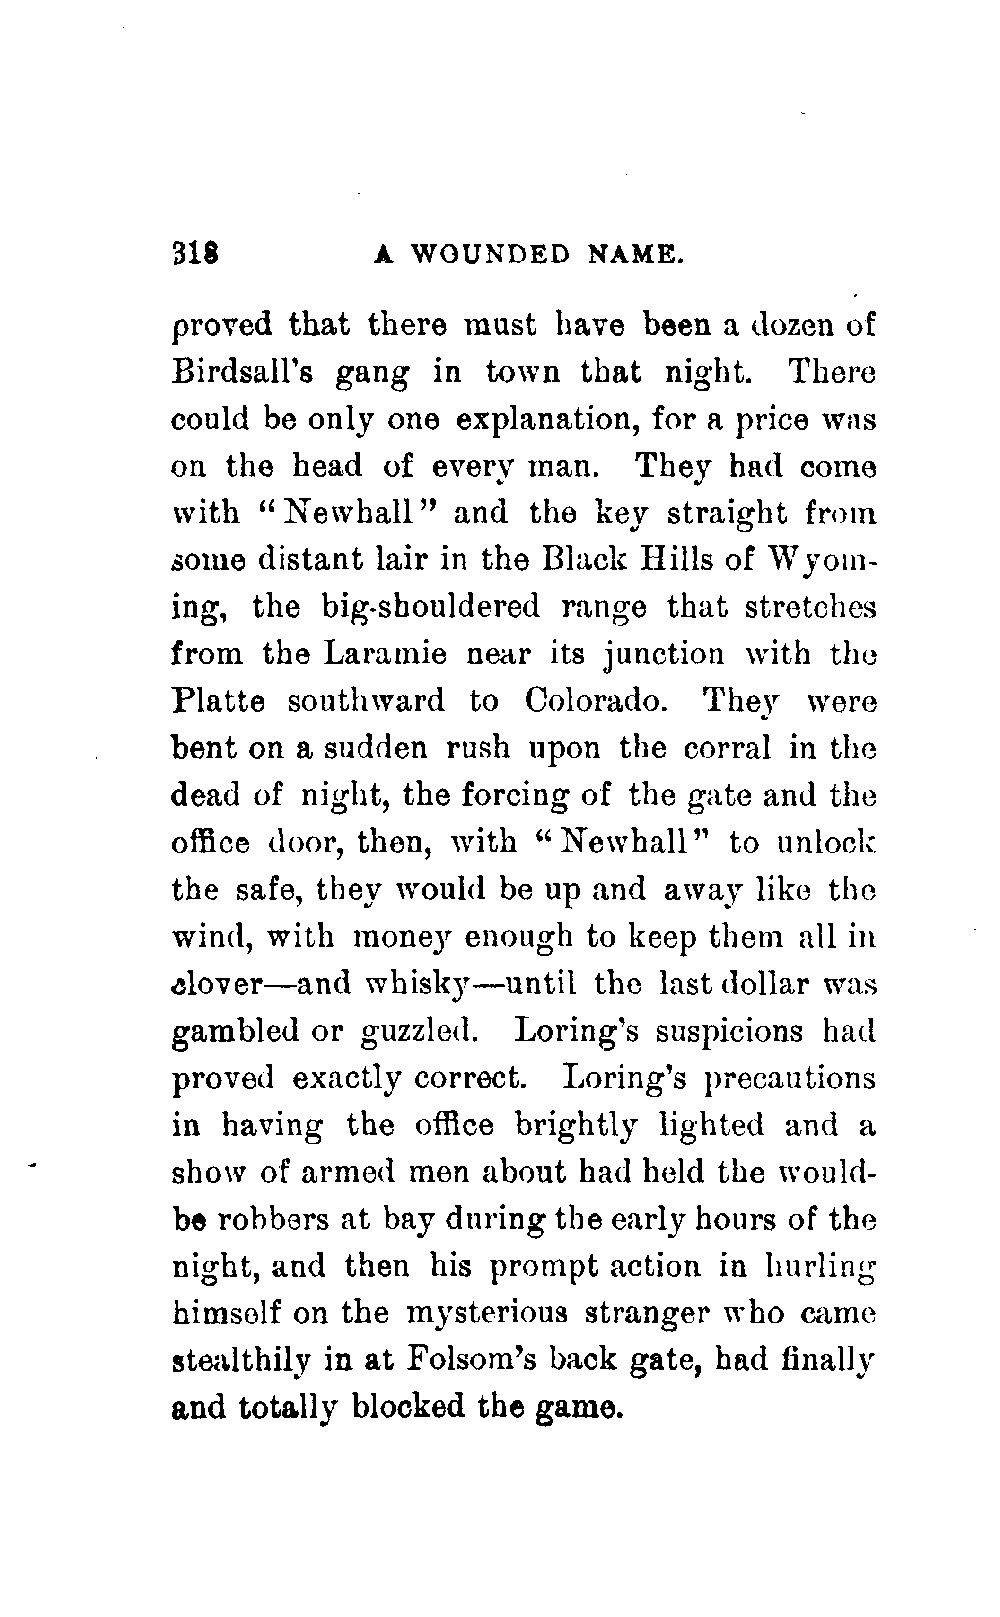 318 A WOUNDED NAME.
proved that there must have been a dozen of
Birdsall's gang in town that night. There
could be only one explanation, for a price was
on the head of every man. They had come
with "Newhall" and the key straight from
some distant lair in the Black Hills of Wyom-
ing, the big-shouldered range that stretches
from the Laramie near its junction with the
Platte southward to Colorado. They were
bent on a sudden rush upon the corral in the
dead of night, the forcing of the gate and the
office door, then, with "Newhall" to unlock
the safe, they would be up and away like the
wind, with money enough to keep them all in
clover—and whisky—until the last dollar was
gambled or guzzled. Loring's suspicions had
proved exactly correct. Loring's precautions
in having the office brightly lighted and a
show of armed men about had held the would-
be robbers at bay during the early hours of the
night, and then his prompt action in hurling
himself on the mysterious stranger who came
stealthily in at Folsom's back gate, had finally
and totally blocked the game.